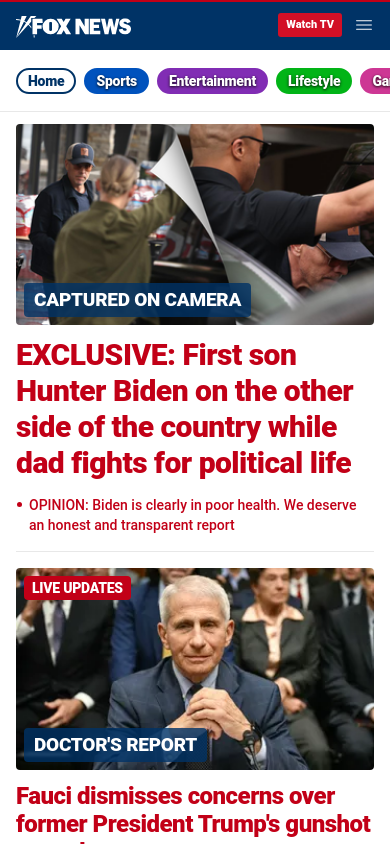 FOX NEWS
Watch TV
Home
Sports
Entertainment
Lifestyle
CAPTURED ON CAMERA
EXCLUSIVE: First son
Hunter Biden on the other
side of the country while
dad fights for political life
• OPINION: Biden is clearly in poor health. We deserve
an honest and transparent report
LIVE UPDATES
DOCTOR'S REPORT
Fauci dismisses concerns over
former President Trump's gunshot